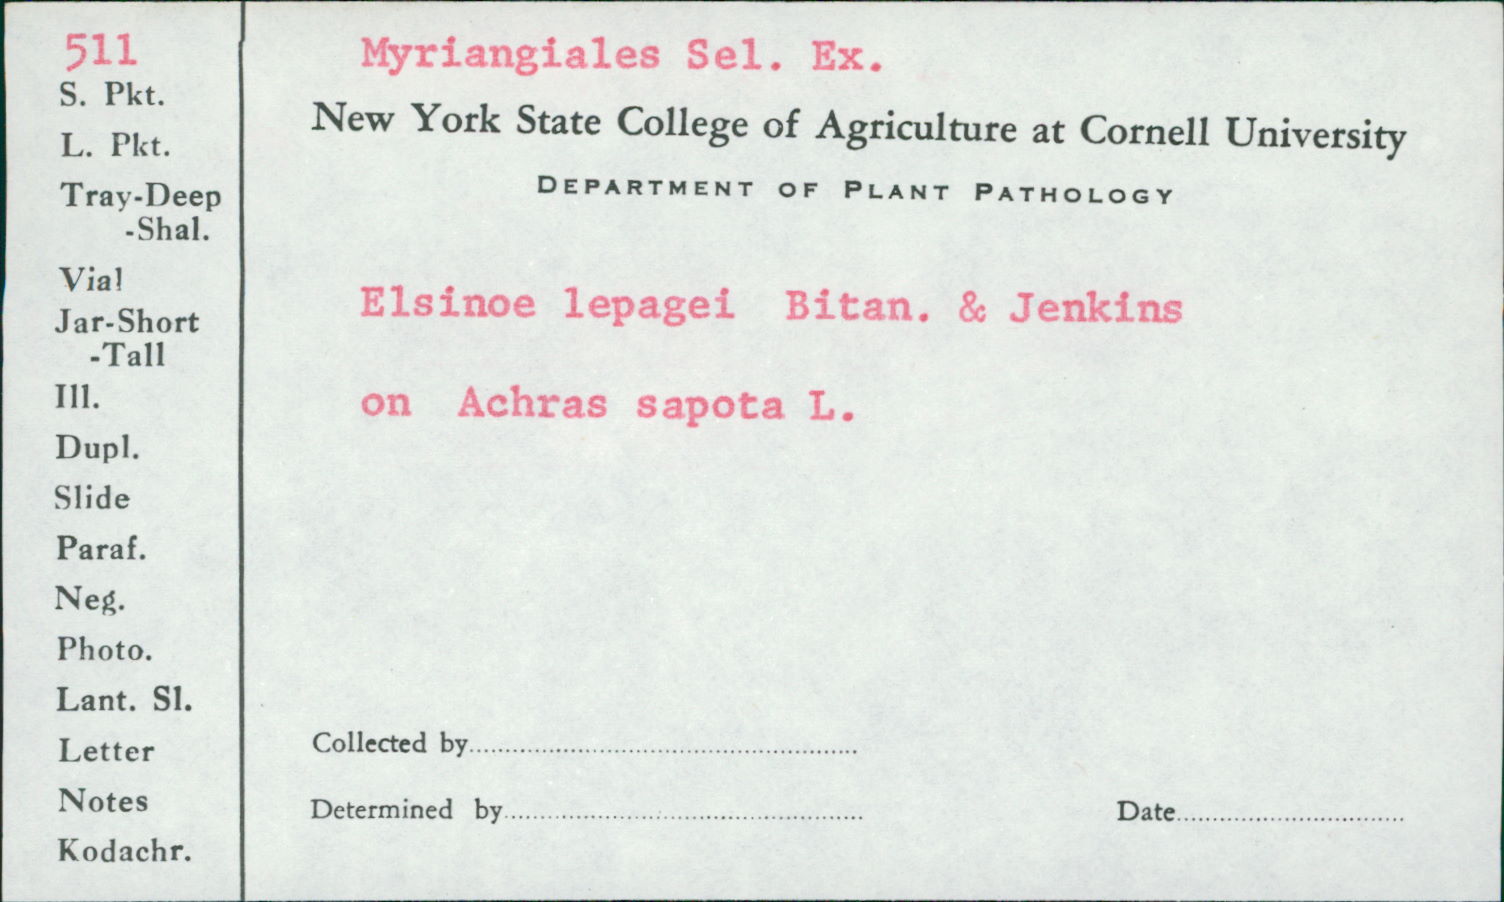 511
S. Pkt.
L. Pkt.
Tray-Deep
-Shal.
Vial
Jar-Short
-Tall
Ill.
Dupl.
Slide
Paraf.
Neg.
Photo.
Lant. Sl.
Letter
Notes
Kodachr.
Myriangiales Sel. Ex.
New York State College of Agriculture at Cornell University
DEPARTMENT OF PLANT PATHOLOGY
Elsinoe lepagei Bitan. & Jenkins
on Achras sapota L.
Collected by
Determined by
Date